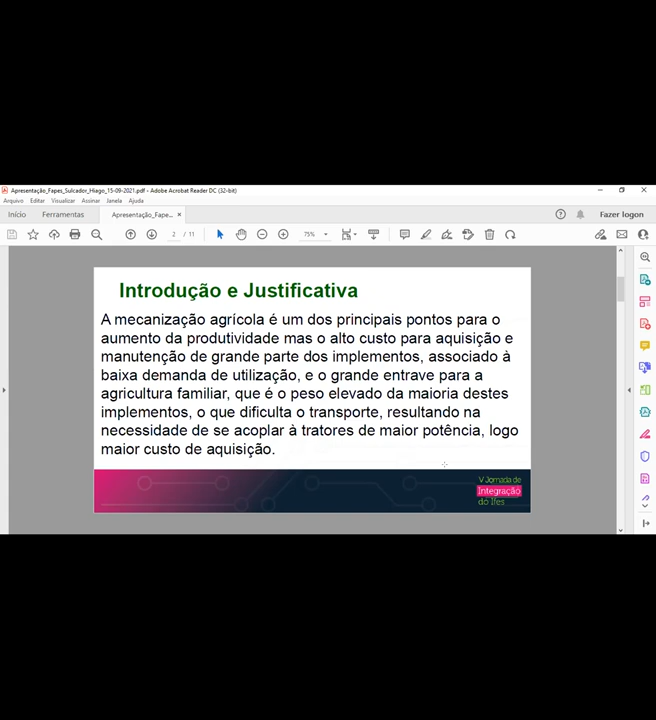 Apresentação_Fapes_Sulcador_Hiago_15-09-2021.pdf - Adobe Acrobat Reader DC (32-bit)
Arquivo Editar Visualizar Assinar Janela Ajuda
Início Ferramentas Apresentação_Fape... × Fazer logon
2 / 11 75%
Introdução e Justificativa
A mecanização agrícola é um dos principais pontos para o
aumento da produtividade mas o alto custo para aquisição e
manutenção de grande parte dos implementos, associado à
baixa demanda de utilização, e o grande entrave para a
agricultura familiar, que é o peso elevado da maioria destes
implementos, o que dificulta o transporte, resultando na
necessidade de se acoplar à tratores de maior potência, logo
maior custo de aquisição.
V Jornada de
Integração
do Ifes